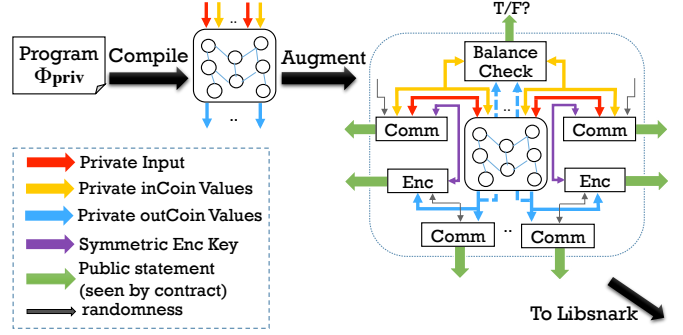 T/F?
Program
Φpriv
Compile
..
..
Augment
Balance
Check
..
Comm
Comm
Enc
Enc
Comm
..
Comm
Private Input
Private inCoin Values
Private outCoin Values
Symmetric Enc Key
Public statement
(seen by contract)
randomness
To Libsnark